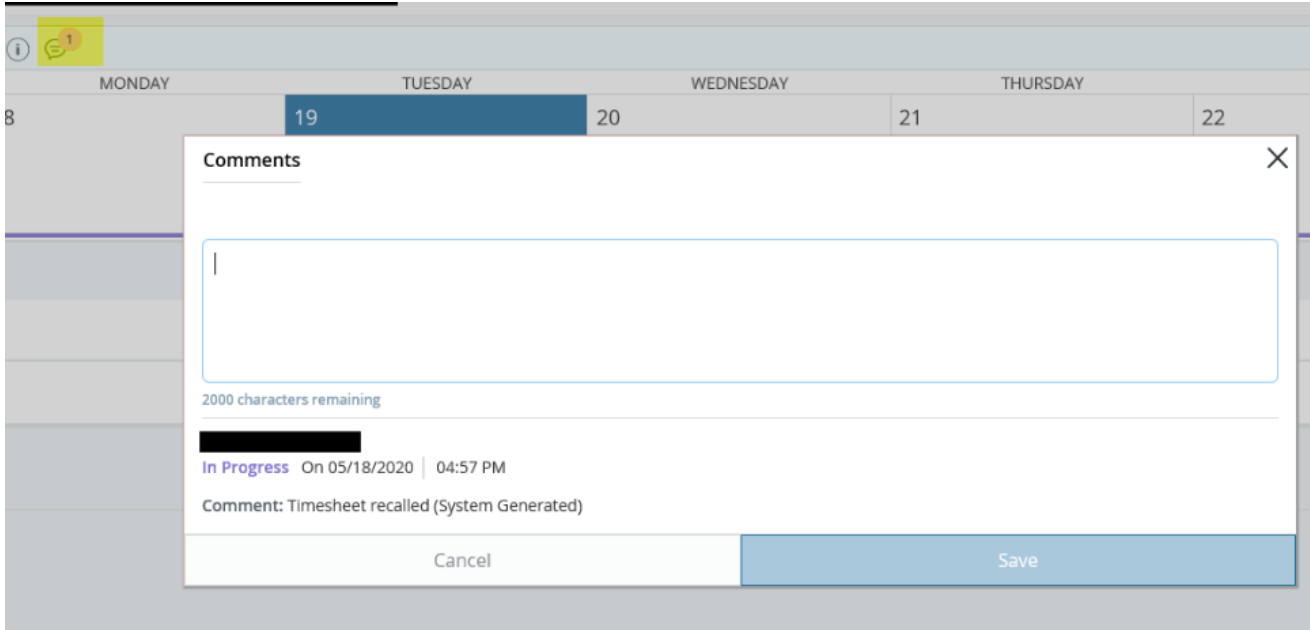 1
MONDAY TUESDAY WEDNESDAY THURSDAY
8 19 20 21 22
Comments
2000 characters remaining
In Progress On 05/18/2020 04:57 PM
Comment: Timesheet recalled (System Generated)
Cancel Save